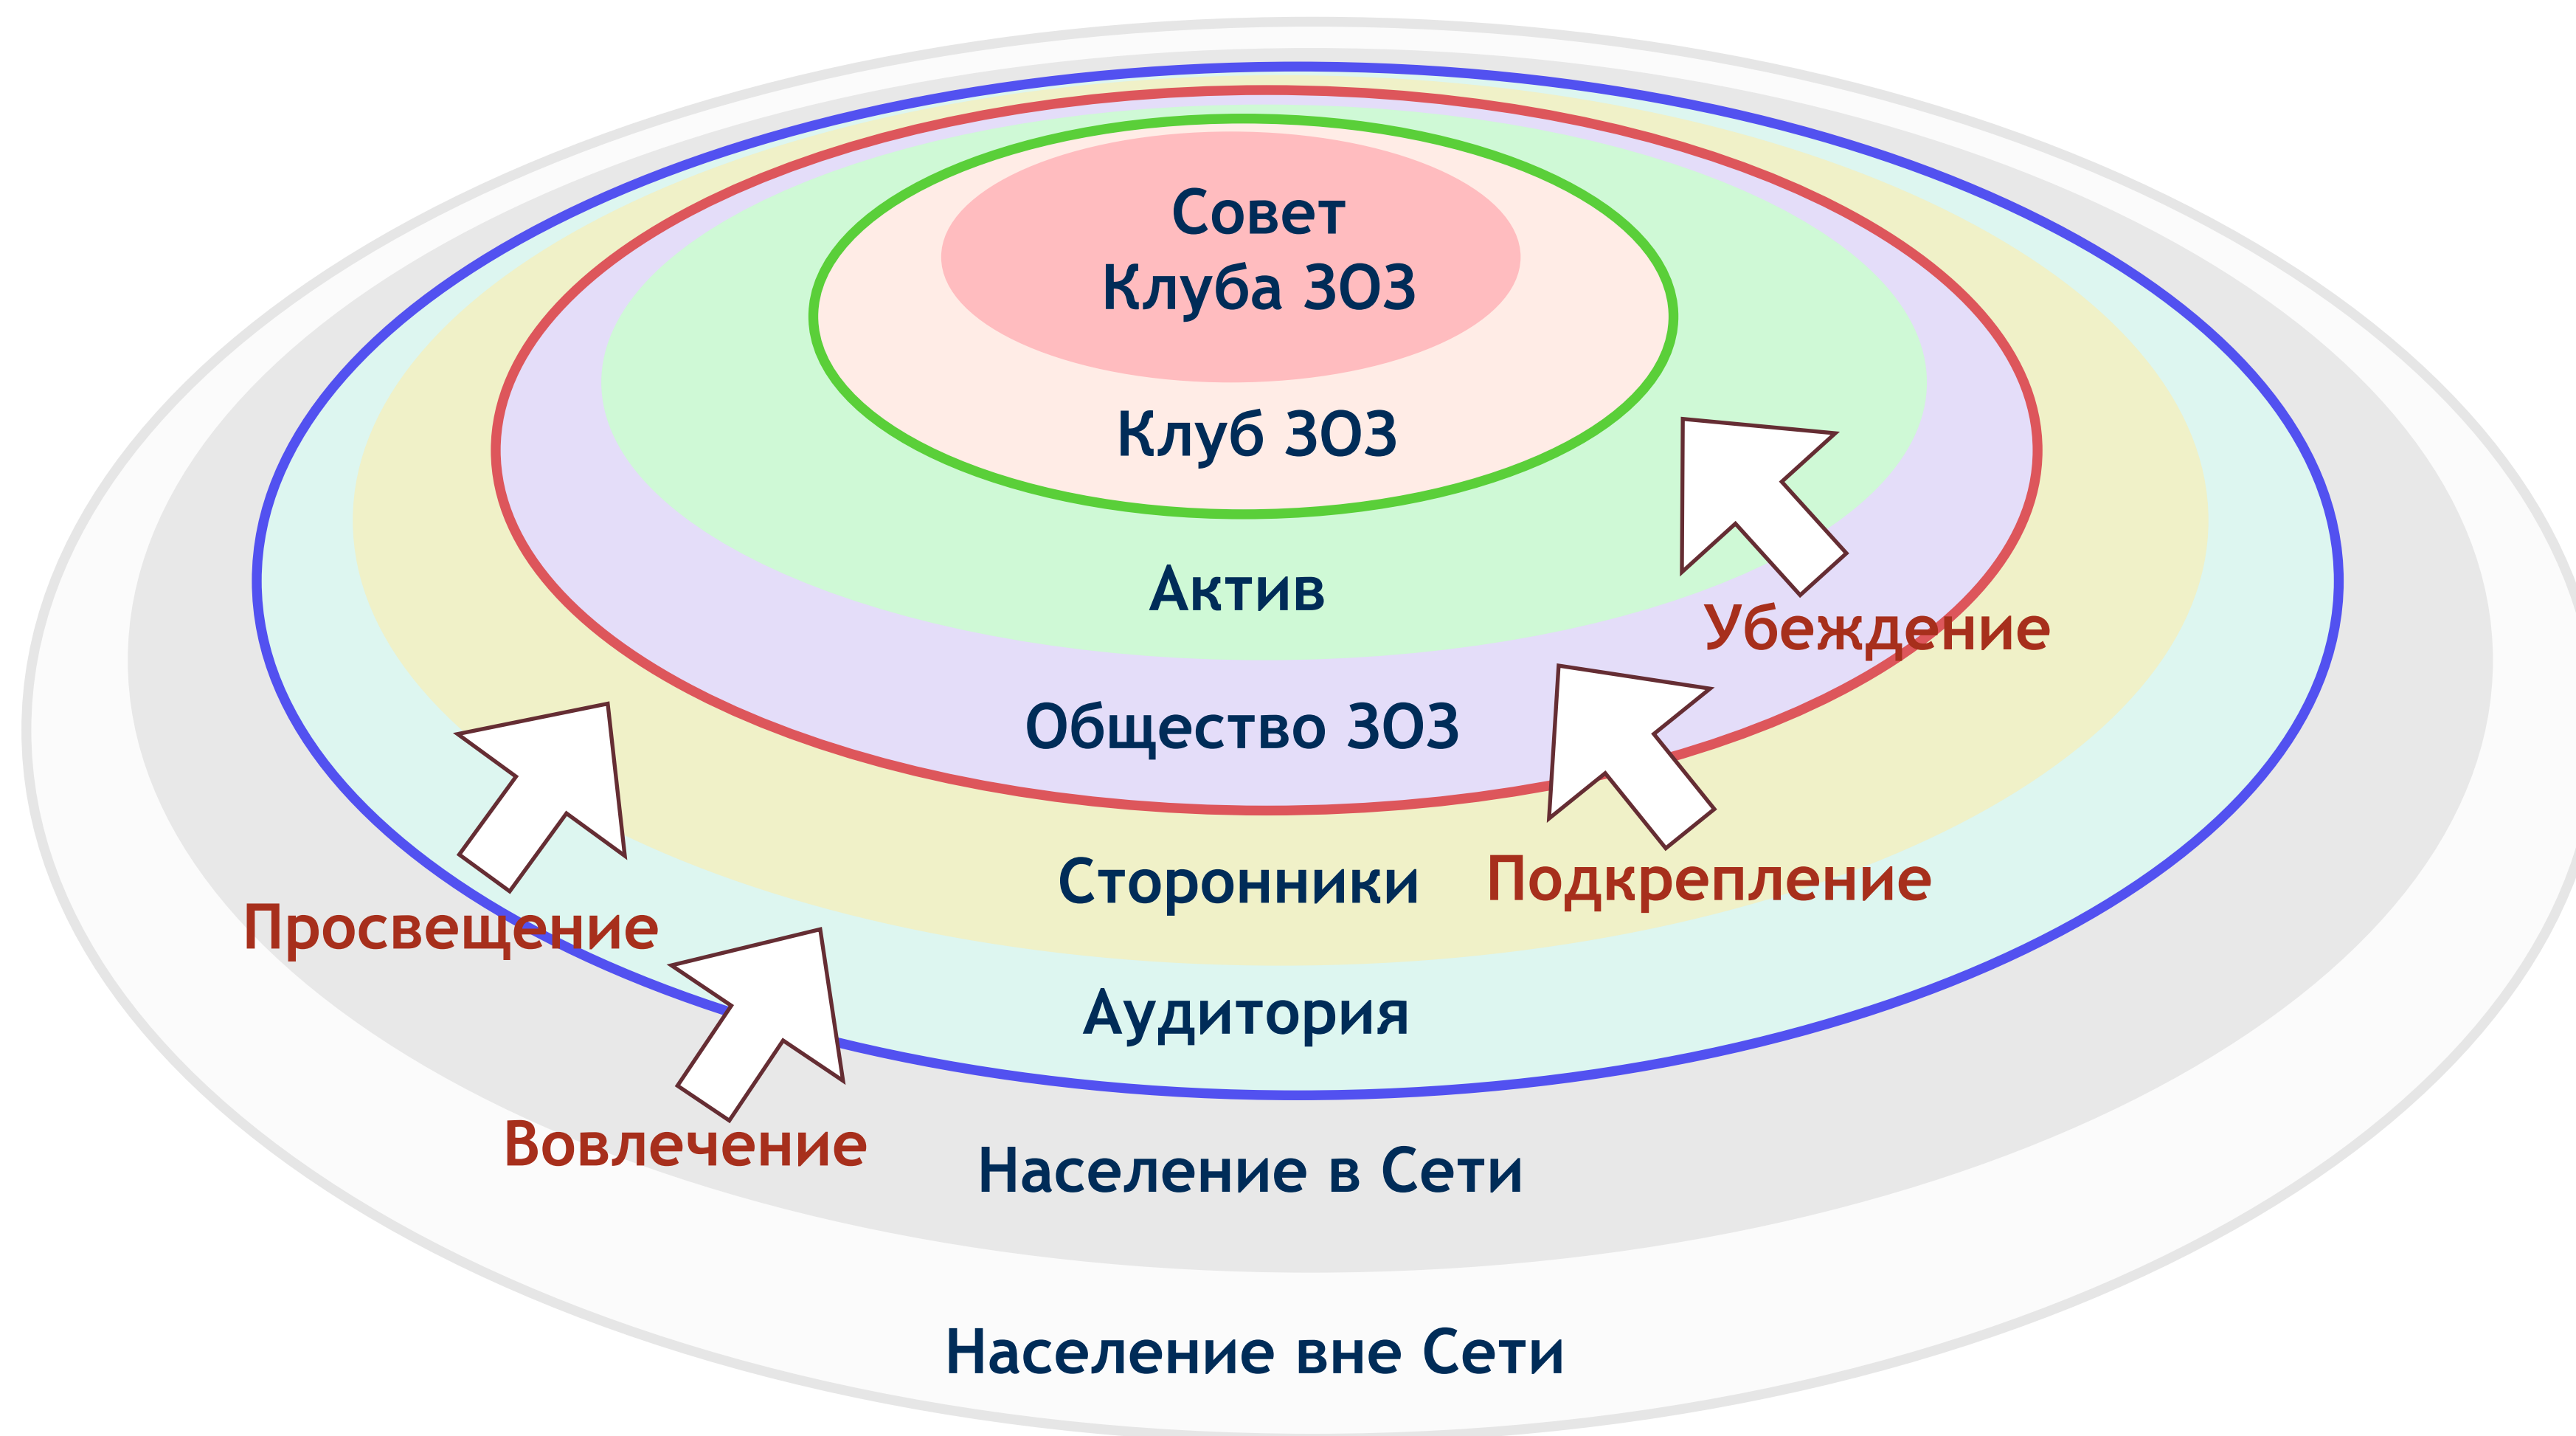 Совет
Клуба ЗОЗ
Клуб ЗОЗ
Актив
Убеждение
Общество ЗОЗ
Сторонники
Подкрепление
Просвещение
Аудитория
Вовлечение
Население в Сети
Население вне Сети